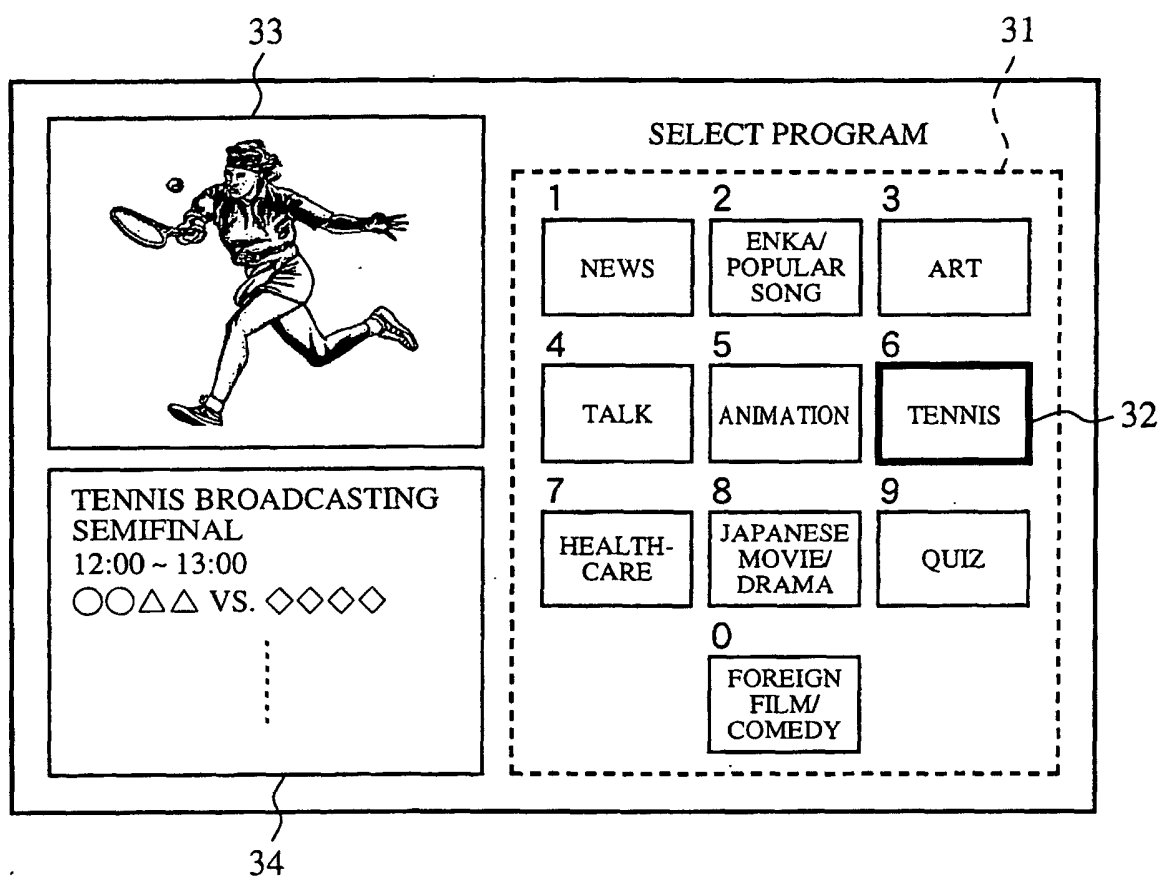 33
31
SELECT PROGRAM
1
2
3
NEWS
ENKA/
POPULAR
SONG
ART
4
5
6
TALK
ANIMATION
TENNIS
32
TENNIS BROADCASTING
SEMIFINAL
12:00 ~ 13:00
○○△△ VS. ◇◇◇◇
7
8
9
HEALTH-
CARE
JAPANESE
MOVIE/
DRAMA
QUIZ
0
FOREIGN
FILM/
COMEDY
34